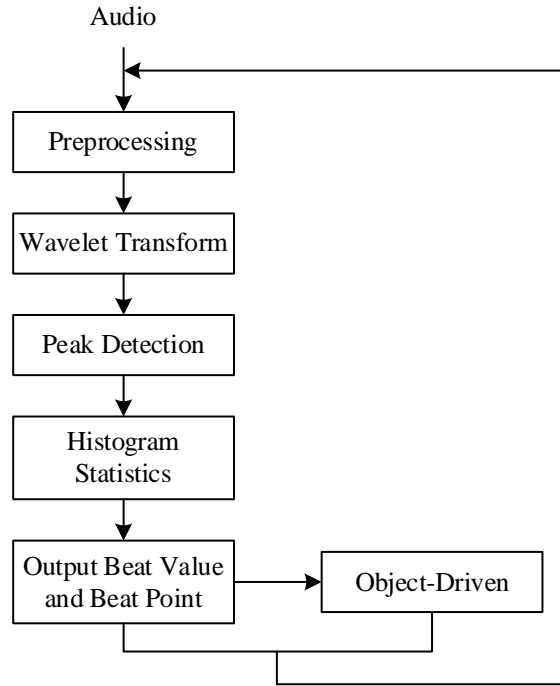 Audio
Preprocessing
Wavelet Transform
Peak Detection
Histogram
Statistics
Output Beat Value
and Beat Point
Object-Driven